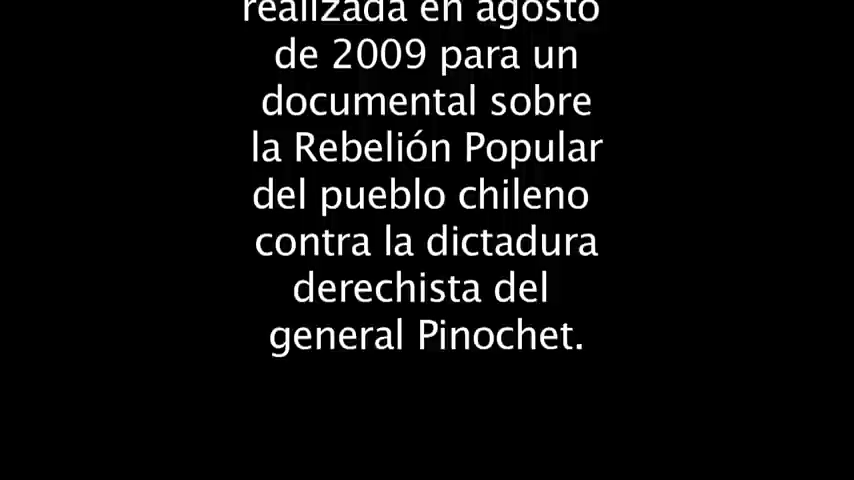 realizada en agosto
de 2009 para un
documental sobre
la Rebelión Popular
del pueblo chileno
contra la dictadura
derechista del
general Pinochet.